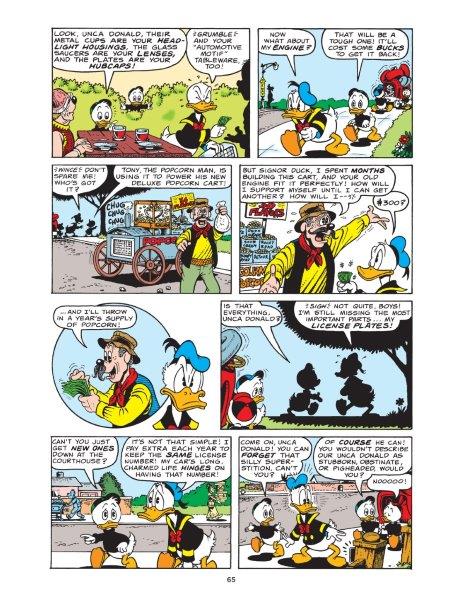 LOOK, UNCA DONALD, THEIR
METAL CUPS ARE YOUR HEAD-
LIGHT HOUSINGS, THE GLASS
SAUCERS ARE YOUR LENSES,
AND THE PLATES ARE YOUR
HUBCAPS!
:GRUMBLE:
AND YOUR
"AUTOMOTIVE
MOTIF"
TABLEWARE,
TOO!
NOW
WHAT ABOUT
MY ENGINE?
THAT WILL BE A
TOUGH ONE! IT'LL
COST SOME BUCKS TO
GET IT BACK!
:WINCE: DON'T
SPARE ME!
WHO'S GOT
IT?
TONY, THE POPCORN MAN, IS
USING IT TO POWER HIS NEW
DELUXE POPCORN CART!
CHUG
CHUG
CHUG
POPCO
BUT SIGNOR DUCK, I SPENT MONTHS
BUILDING THIS CART, AND YOUR OLD
ENGINE FIT IT PERFECTLY! HOW WILL
I SUPPORT MYSELF UNTIL I CAN GET
ANOTHER? HOW WILL I--
$300?
...AND I'LL THROW
IN A YEAR'S SUPPLY
OF POPCORN!
IS THAT
EVERYTHING,
UNCA DONALD?
:SIGH: NOT QUITE, BOYS!
I'M STILL MISSING THE MOST
IMPORTANT PARTS... MY
LICENSE PLATES!
CAN'T YOU JUST
GET NEW ONES
DOWN AT THE
COURTHOUSE?
IT'S NOT THAT SIMPLE! I
PAY EXTRA EACH YEAR TO
KEEP THE SAME LICENSE
NUMBER! MY CAR'S LONG,
CHARMED LIFE HINGES ON
HAVING THAT NUMBER!
COME ON, UNCA
DONALD! YOU CAN
FORGET THAT
SILLY SUPER-
STITION, CAN'T
YOU?
OF COURSE HE CAN!
YOU WOULDN'T DESCRIBE
OUR UNCA DONALD AS
STUBBORN, OBSTINATE,
OR PIGHEADED, WOULD
YOU?
NOOOOO!
65